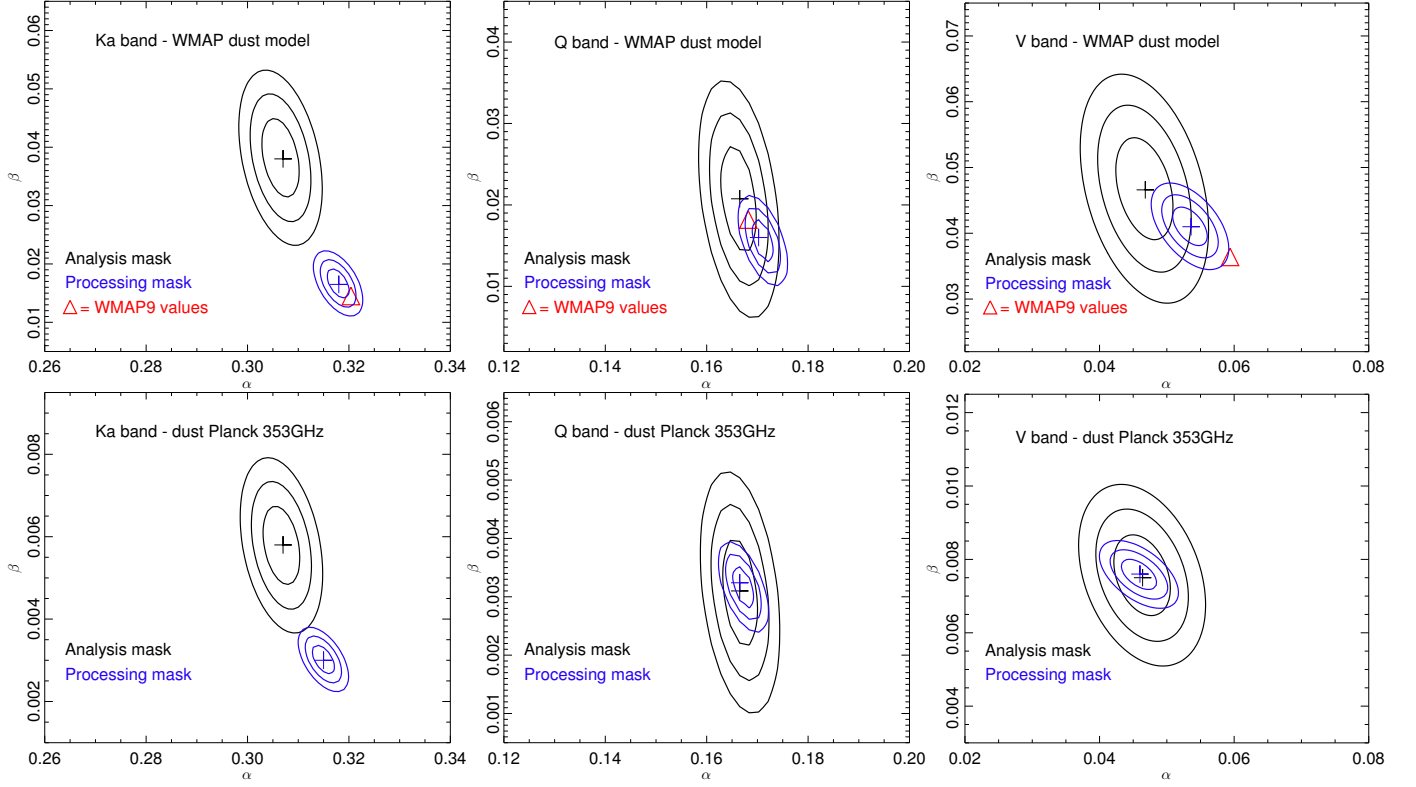 Ka band - WMAP dust model
0.06
0.05
0.04
0.03
0.02
0.01
β
Analysis mask
Processing mask
△ = WMAP9 values
0.26 0.28 0.30 0.32 0.34
α
Q band - WMAP dust model
0.04
0.03
0.02
0.01
β
Analysis mask
Processing mask
△ = WMAP9 values
0.12 0.14 0.16 0.18 0.20
α
V band - WMAP dust model
0.07
0.06
0.05
0.04
0.03
β
Analysis mask
Processing mask
△ = WMAP9 values
0.02 0.04 0.06 0.08
α
Ka band - dust Planck 353GHz
0.008
0.006
0.004
0.002
β
Analysis mask
Processing mask
0.26 0.28 0.30 0.32 0.34
α
Q band - dust Planck 353GHz
0.006
0.005
0.004
0.003
0.002
0.001
β
Analysis mask
Processing mask
0.12 0.14 0.16 0.18 0.20
α
V band - dust Planck 353GHz
0.012
0.010
0.008
0.006
0.004
β
Analysis mask
Processing mask
0.02 0.04 0.06 0.08
α